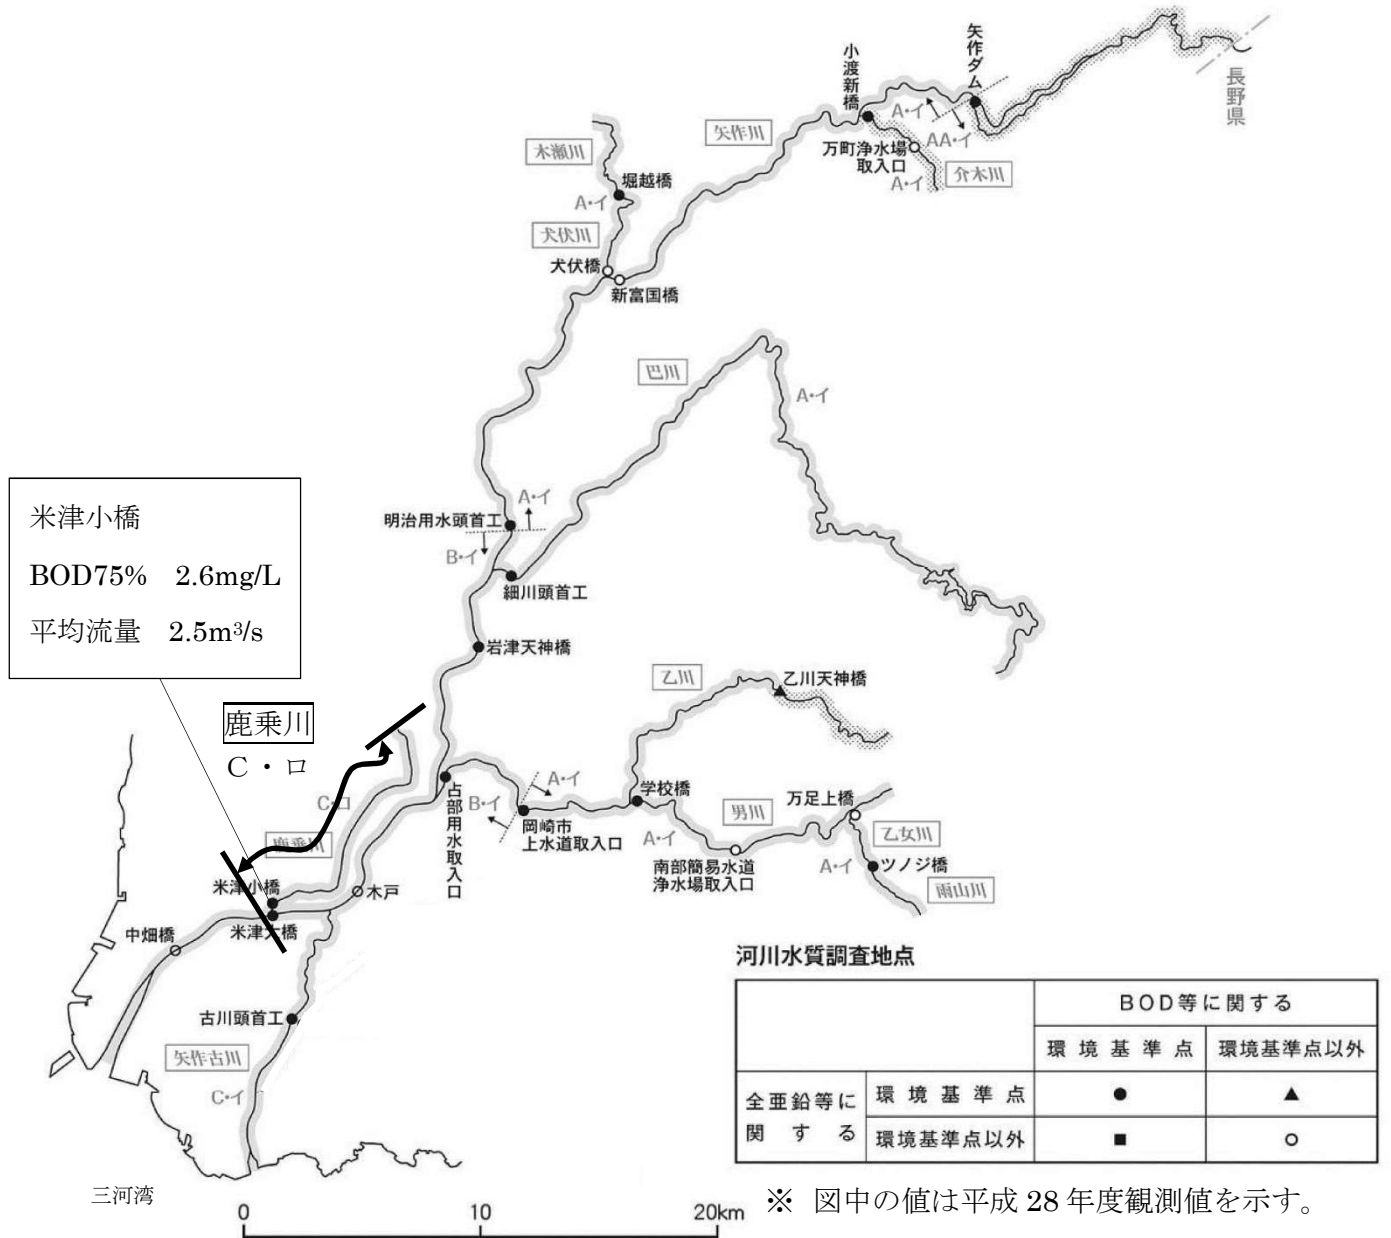 矢作ダム
小渡新橋
長野県
A・イ
AA・イ
矢作川
万町浄水場
取入口
A・イ
介木川
木瀬川
堀越橋
A・イ
犬伏川
犬伏橋
新富国橋
巴川
A・イ
A・イ
明治用水頭首工
B・イ
細川頭首工
米津小橋
BOD75% 2.6mg/L
平均流量 2.5m³/s
岩津天神橋
乙川
乙川天神橋
鹿乗川
C・ロ
C・ロ
鹿乗川
占部用水取入口
B・イ
A・イ
岡崎市
上水道取入口
学校橋
A・イ
男川
万足上橋
乙女川
南部簡易水道
浄水場取入口
A・イ
ツノジ橋
雨山川
米津小橋
木戸
米津大橋
中畑橋
古川頭首工
矢作古川
C・イ
三河湾
0 10 20km
河川水質調査地点
BOD等に関する
環境基準点 環境基準点以外
全亜鉛等に
関する
環境基準点 ● ▲
環境基準点以外 ■ ○
※ 図中の値は平成 28 年度観測値を示す。